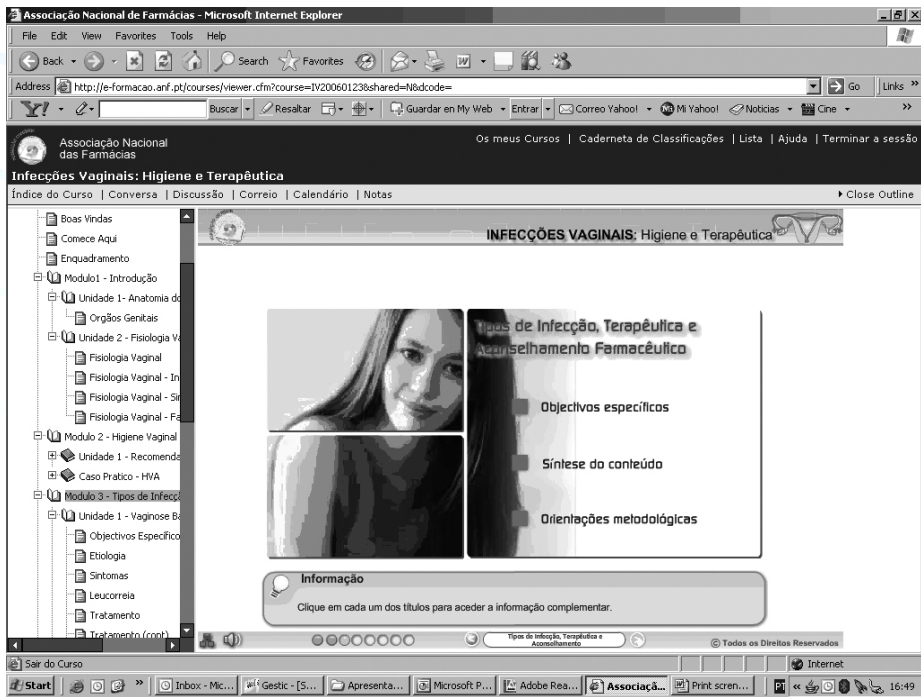 Associação Nacional de Farmácias - Microsoft Internet Explorer
File Edit View Favorites Tools Help
Back Search Favorites
Address http://e-formacao.anf.pt/courses/viewer.cfm?course=IV20060123&shared=N&dcode= Go Links »
Y! Buscar Resaltar Guardar en My Web Entrar Correo Yahoo! Mi Yahoo! Noticias Cine »
Associação Nacional
das Farmácias
Os meus Cursos | Caderneta de Classificações | Lista | Ajuda | Terminar a sessão
Infecções Vaginais: Higiene e Terapêutica
Índice do Curso | Conversa | Discussão | Correio | Calendário | Notas
Close Outline
Boas Vindas
Comece Aqui
Enquadramento
Modulo1 - Introdução
Unidade 1- Anatomia do
Orgãos Genitais
Unidade 2 - Fisiologia Va
Fisiologia Vaginal
Fisiologia Vaginal - In
Fisiologia Vaginal - Sir
Fisiologia Vaginal - Fa
Modulo 2 - Higiene Vaginal
Unidade 1 - Recomenda
Caso Pratico - HVA
Modulo 3 - Tipos de Infecçã
Unidade 1 - Vaginose Ba
Objectivos Específico
Etiologia
Sintomas
Leucorreia
Tratamento
Tratamento (cont)
INFECÇÕES VAGINAIS: Higiene e Terapêutica
Tipos de Infecção, Terapêutica e
Aconselhamento Farmacêutico
Objectivos específicos
Síntese do conteúdo
Orientações metodológicas
Informação
Clique em cada um dos títulos para aceder a informação complementar.
Tipos de Infecção, Terapêutica e
Aconselhamento
© Todos os Direitos Reservados
Sair do Curso
Internet
Start » Inbox - Mic... Gestic - [S... Apresenta... Microsoft P... Adobe Rea... Associaçã... Print scren... « 16:49